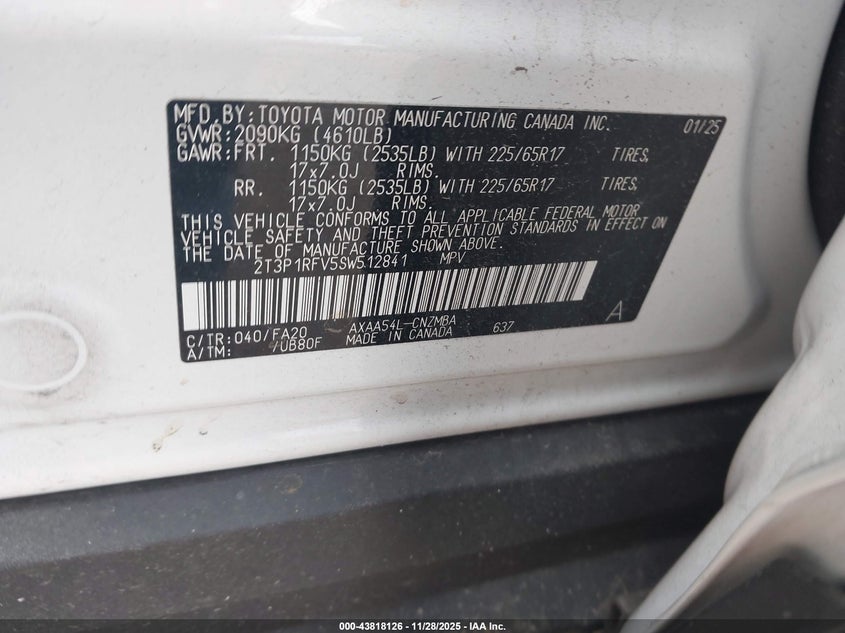 MFD. BY: TOYOTA MOTOR MANUFACTURING CANADA INC. 01/25
GVWR: 2090KG (4610LB)
GAWR: FRT. 1150KG (2535LB) WITH 225/65R17 TIRES,
17x7.0J RIMS.
RR. 1150KG (2535LB) WITH 225/65R17 TIRES,
17x7.0J RIMS.
THIS VEHICLE CONFORMS TO ALL APPLICABLE FEDERAL MOTOR
VEHICLE SAFETY AND THEFT PREVENTION STANDARDS IN EFFECT ON
THE DATE OF MANUFACTURE SHOWN ABOVE.
2T3P1RFV5SW512841 MPV
A
C/TR: 040/FA20 AXAA54L-CNZMBA
A/TM: /UB80F MADE IN CANADA 637
000-43818126 - 11/28/2025 - IAA Inc.